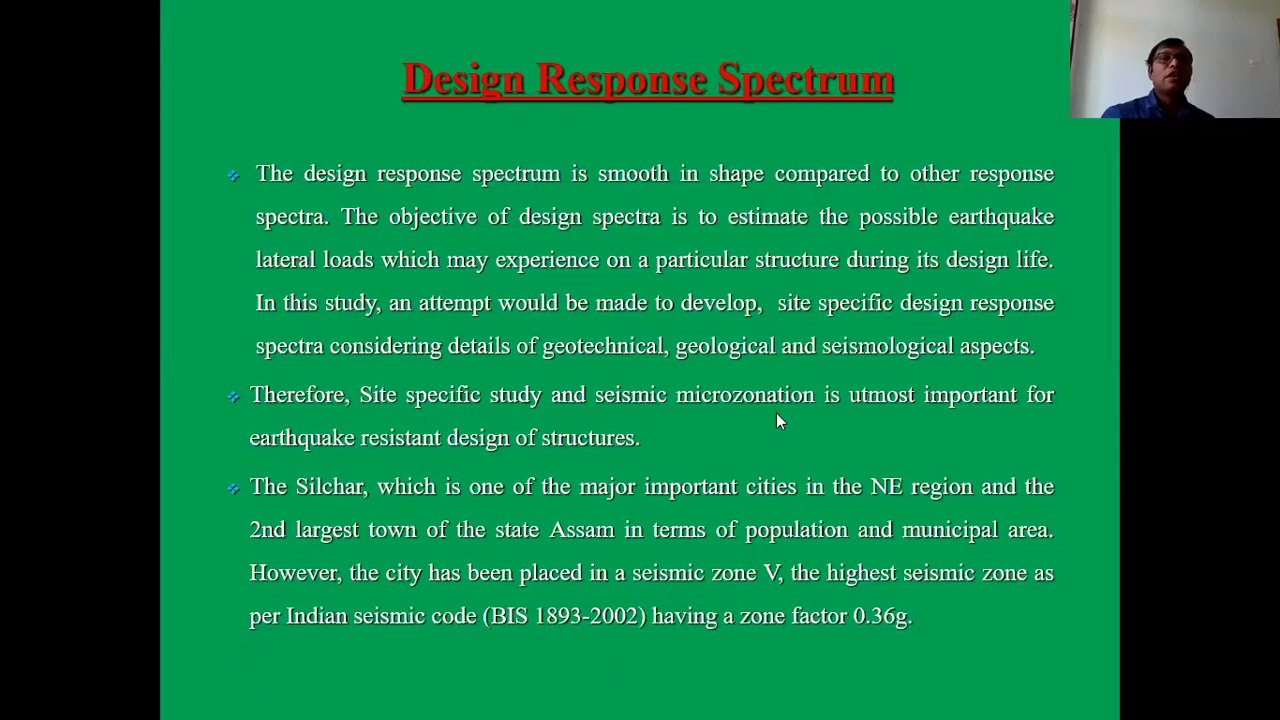 Design Response Spectrum
The design response spectrum is smooth in shape compared to other response
spectra. The objective of design spectra is to estimate the possible earthquake
lateral loads which may experience on a particular structure during its design life.
In this study, an attempt would be made to develop, site specific design response
spectra considering details of geotechnical, geological and seismological aspects.
Therefore, Site specific study and seismic microzonation is utmost important for
earthquake resistant design of structures.
The Silchar, which is one of the major important cities in the NE region and the
2nd largest town of the state Assam in terms of population and municipal area.
However, the city has been placed in a seismic zone V, the highest seismic zone as
per Indian seismic code (BIS 1893-2002) having a zone factor 0.36g.